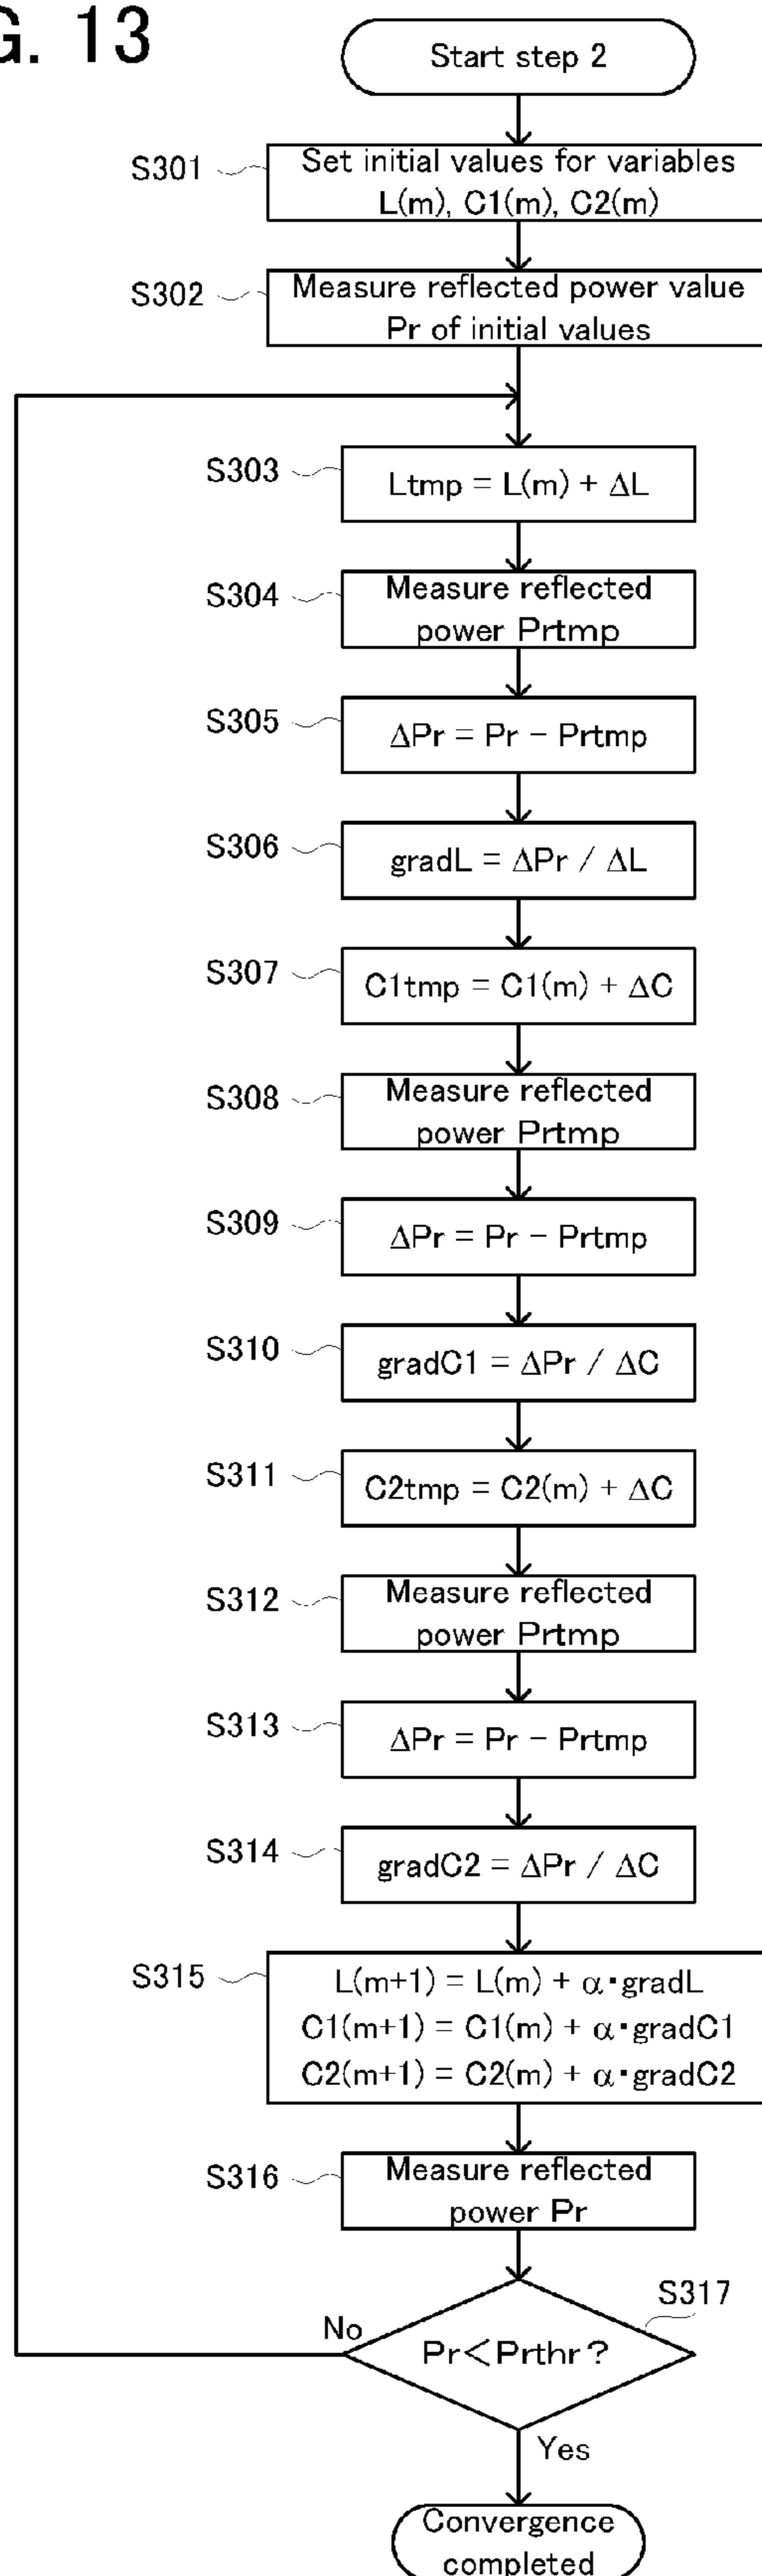 G. 13
Start step 2
S301
Set initial values for variables
L(m), C1(m), C2(m)
S302
Measure reflected power value
Pr of initial values
S303
Ltmp = L(m) + ΔL
S304
Measure reflected
power Prtmp
S305
ΔPr = Pr − Prtmp
S306
gradL = ΔPr / ΔL
S307
C1tmp = C1(m) + ΔC
S308
Measure reflected
power Prtmp
S309
ΔPr = Pr − Prtmp
S310
gradC1 = ΔPr / ΔC
S311
C2tmp = C2(m) + ΔC
S312
Measure reflected
power Prtmp
S313
ΔPr = Pr − Prtmp
S314
gradC2 = ΔPr / ΔC
S315
L(m+1) = L(m) + α・gradL
C1(m+1) = C1(m) + α・gradC1
C2(m+1) = C2(m) + α・gradC2
S316
Measure reflected
power Pr
S317
No
Pr<Prthr?
Yes
Convergence
completed